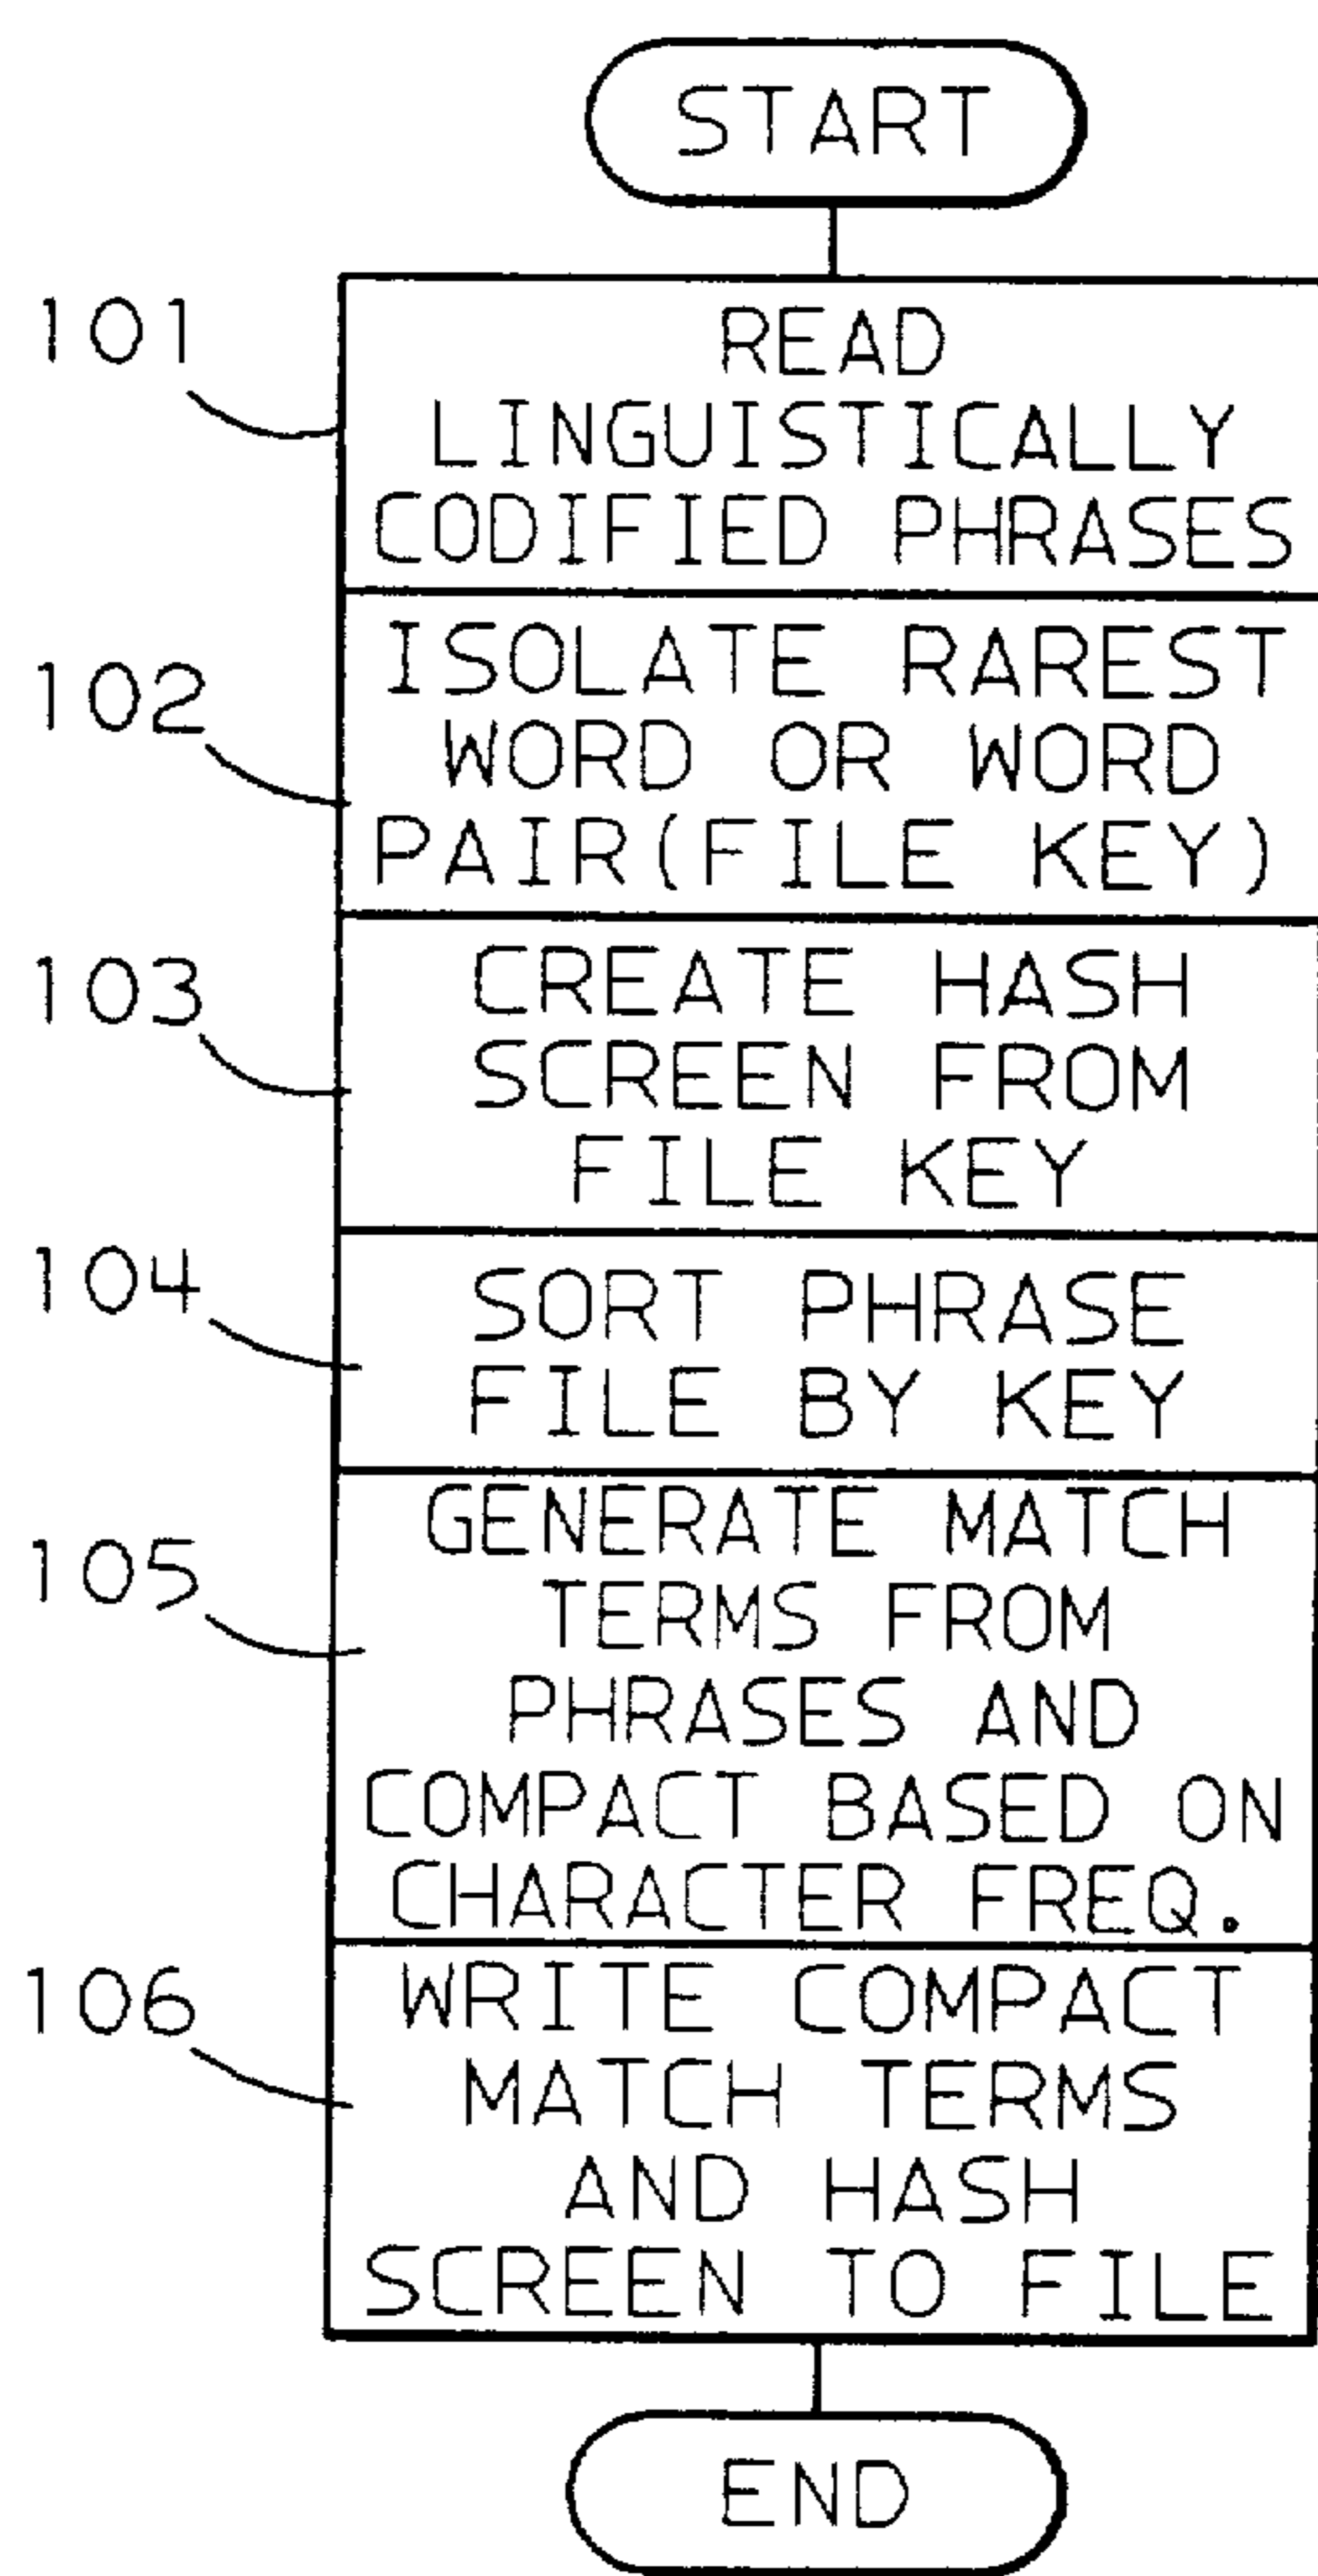 START
101
READ
LINGUISTICALLY
CODIFIED PHRASES
102
ISOLATE RAREST
WORD OR WORD
PAIR(FILE KEY)
103
CREATE HASH
SCREEN FROM
FILE KEY
104
SORT PHRASE
FILE BY KEY
105
GENERATE MATCH
TERMS FROM
PHRASES AND
COMPACT BASED ON
CHARACTER FREQ.
106
WRITE COMPACT
MATCH TERMS
AND HASH
SCREEN TO FILE
END